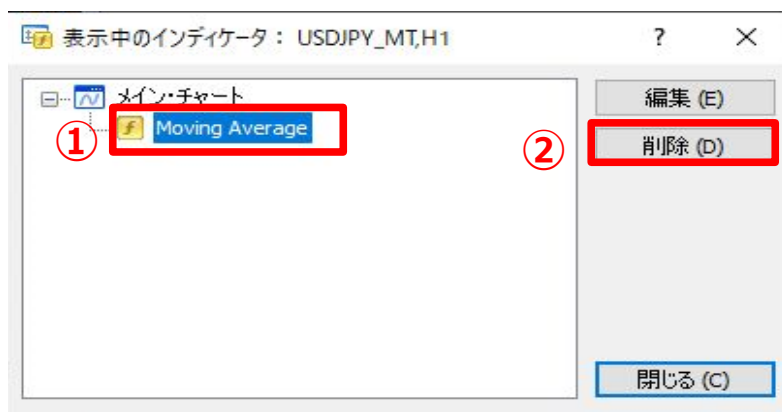 表示中のインディケータ： USDJPY_MT,H1 ? ×
メイン・チャート
① Moving Average
編集 (E)
② 削除 (D)
閉じる (C)